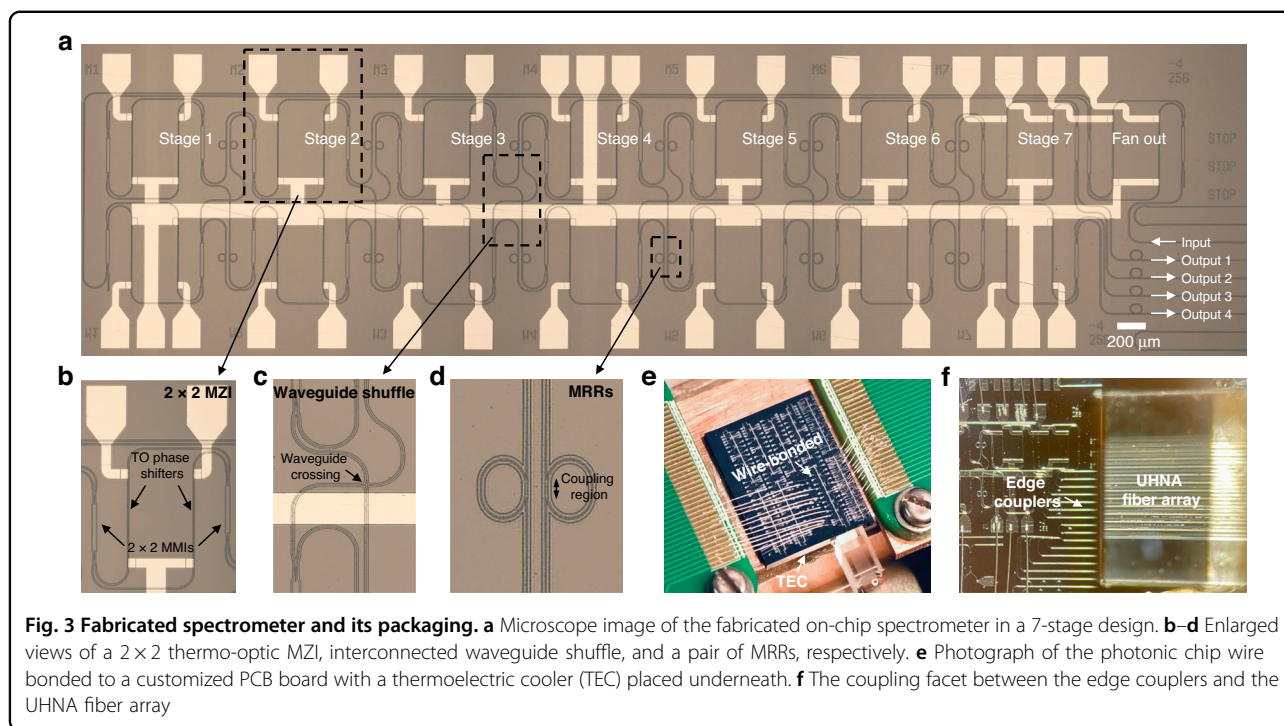 a
M1
M2
M3
M4
M5
M6
M7
-4
256
Stage 1
Stage 2
Stage 3
Stage 4
Stage 5
Stage 6
Stage 7
Fan out
STOP
STOP
STOP
Input
Output 1
Output 2
Output 3
Output 4
M1
M3
M4
M5
M6
M7
-4
256
200 μm
b
2 × 2 MZI
TO phase
shifters
2 × 2 MMIs
c
Waveguide shuffle
Waveguide
crossing
d
MRRs
Coupling
region
e
Wire-bonded
TEC
f
Edge
couplers
UHNA
fiber array
Fig. 3 Fabricated spectrometer and its packaging. a Microscope image of the fabricated on-chip spectrometer in a 7-stage design. b–d Enlarged
views of a 2 × 2 thermo-optic MZI, interconnected waveguide shuffle, and a pair of MRRs, respectively. e Photograph of the photonic chip wire
bonded to a customized PCB board with a thermoelectric cooler (TEC) placed underneath. f The coupling facet between the edge couplers and the
UHNA fiber array